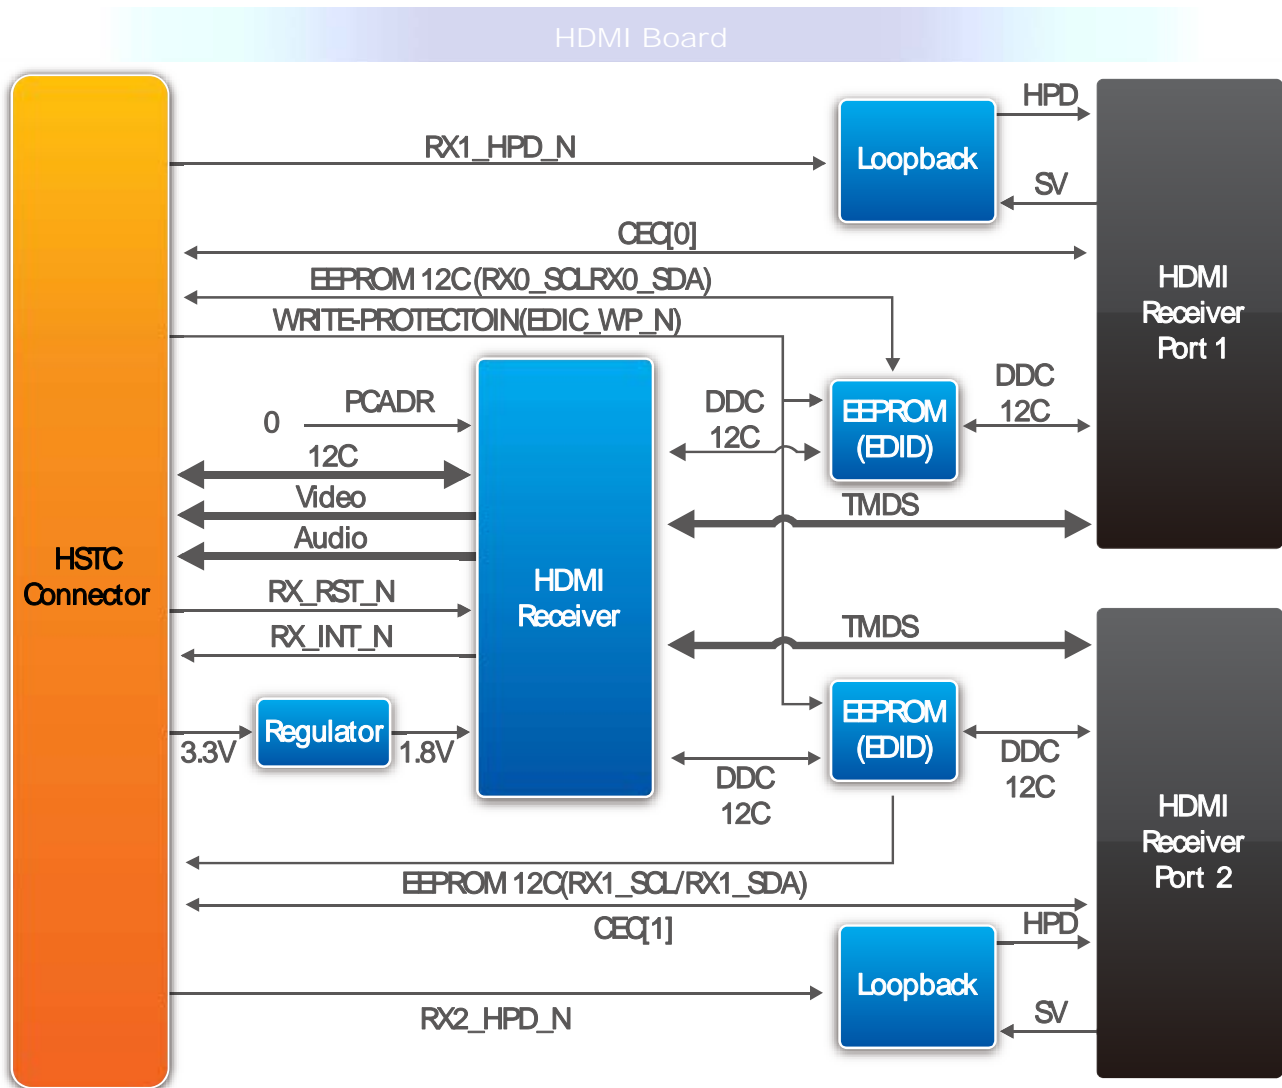 HDMI Board
HPD
RX1_HPD_N
Loopback
SV
CEC[0]
EEPROM 12C (RX0_SCLRX0_SDA)
WRITE-PROTECTOIN(EDIC_WP_N)
HDMI
Receiver
Port 1
PCADR
0
12C
Video
Audio
DDC
12C
EEPROM
(EDID)
DDC
12C
TMDS
HSTC
Connector
HDMI
Receiver
RX_RST_N
RX_INT_N
TMDS
Regulator
3.3V
1.8V
EEPROM
(EDID)
DDC
12C
DDC
12C
HDMI
Receiver
Port 2
EEPROM 12C(RX1_SCL/RX1_SDA)
CEC[1]
HPD
Loopback
RX2_HPD_N
SV